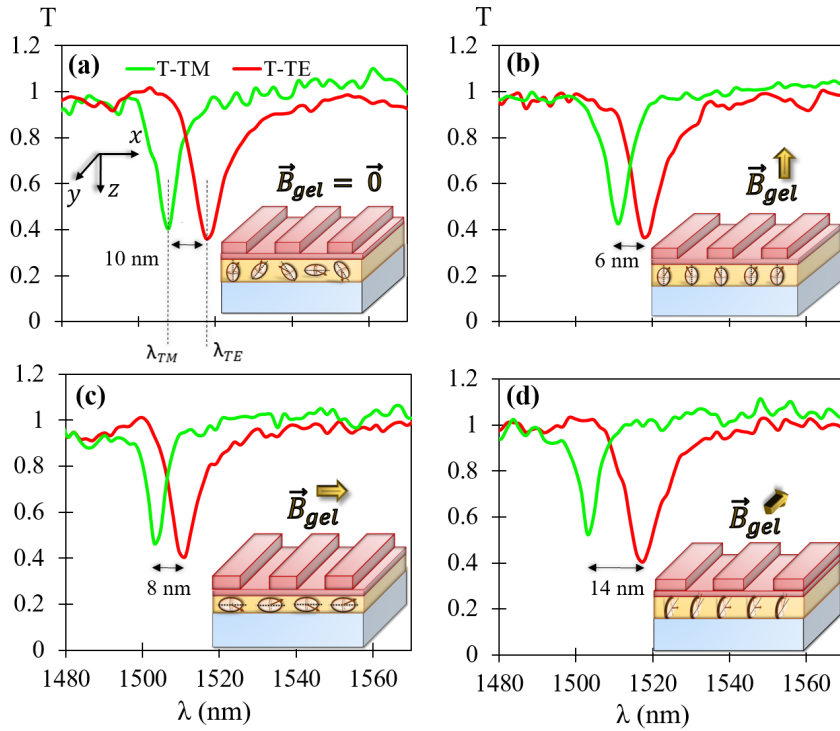 T
1.2
(a)
T-TM
T-TE
1
0.8
x
y
z
0.6
B⃗gel = 0⃗
0.4
10 nm
0.2
0
λTM
λTE
T
1.2
(b)
1
0.8
B⃗gel
0.6
0.4
6 nm
0.2
0
1.2
(c)
1
0.8
B⃗gel
0.6
0.4
8 nm
0.2
0
1480 1500 1520 1540 1560
λ (nm)
1.2
(d)
1
0.8
B⃗gel
0.6
0.4
14 nm
0.2
0
1480 1500 1520 1540 1560
λ (nm)